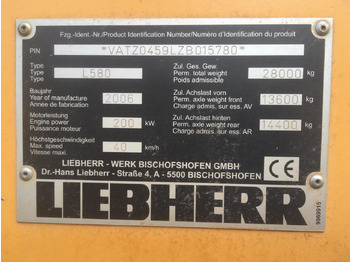 Fzg.-Ident.-Nr./Product Identification Number/Numéro d'identification du produit
PIN *VATZ0459LZB015780*
Type
Type L580
Type
Zul. Ges. Gew.
Perm. total weight 28000 kg
Poids admissible
Baujahr
Year of manufacture 2006
Année de fabrication
Zul. Achslast vorn
Perm. axle weight front 13600 kg
Charge admis. sur ess. AV
Motorleistung
Engine power 200 kW
Puissance moteur
Zul. Achslast hinten
Perm. axle weight rear 14400 kg
Charge admis. sur ess. AR
Höchstgeschwindigkeit
Max. speed 40 km/h
Vitesse maxi.
LIEBHERR - WERK BISCHOFSHOFEN GMBH
Dr.-Hans Liebherr - Straße 4, A - 5500 BISCHOFSHOFEN
CE
LIEBHERR